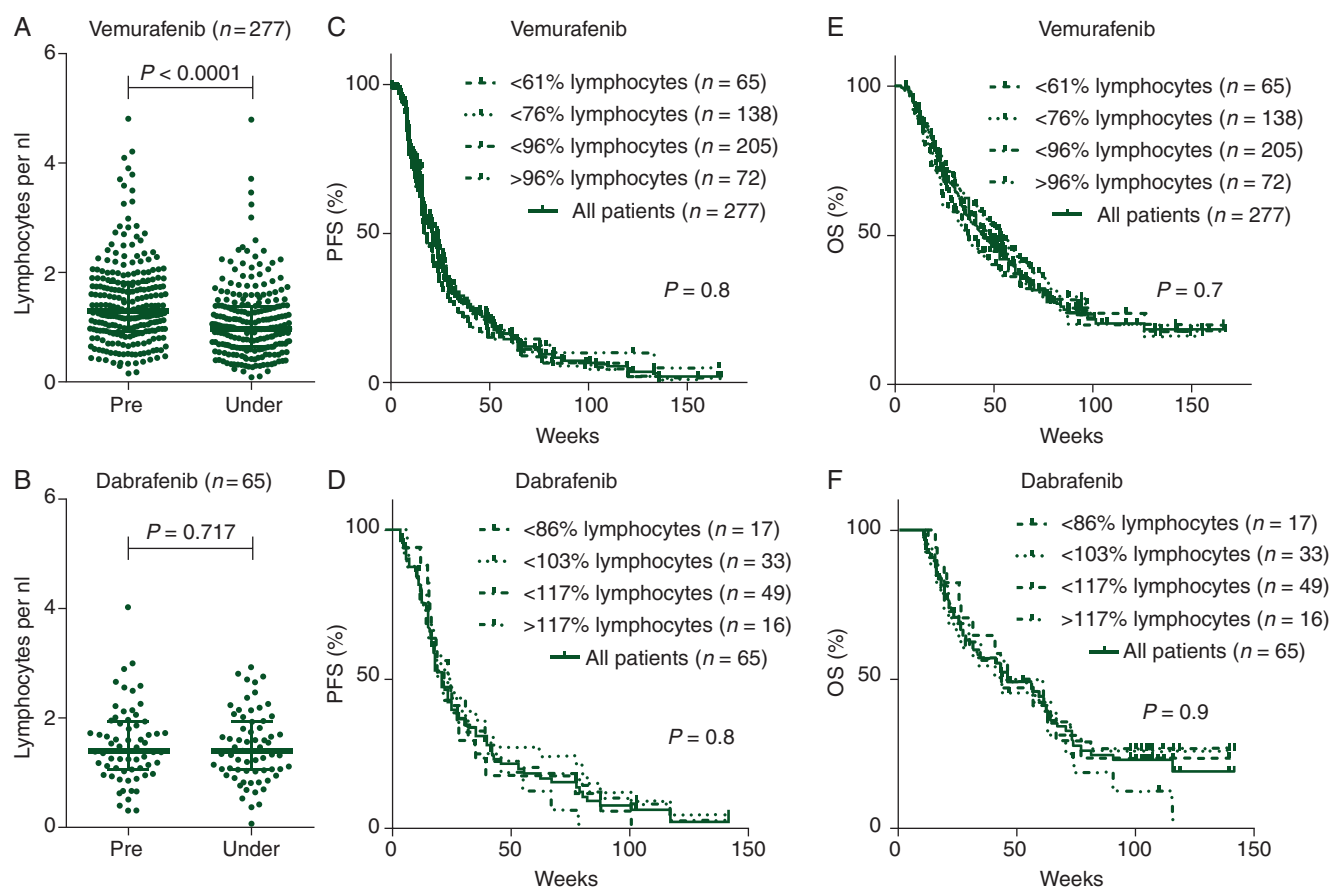 A
Vemurafenib (n = 277)
6
4
2
0
Lymphocytes per nl
P < 0.0001
Pre
Under
C
Vemurafenib
100
50
0
PFS (%)
<61% lymphocytes (n = 65)
<76% lymphocytes (n = 138)
<96% lymphocytes (n = 205)
>96% lymphocytes (n = 72)
All patients (n = 277)
P = 0.8
0 50 100 150
Weeks
E
Vemurafenib
100
50
0
OS (%)
<61% lymphocytes (n = 65)
<76% lymphocytes (n = 138)
<96% lymphocytes (n = 205)
>96% lymphocytes (n = 72)
All patients (n = 277)
P = 0.7
0 50 100 150
Weeks
B
Dabrafenib (n = 65)
6
4
2
0
Lymphocytes per nl
P = 0.717
Pre
Under
D
Dabrafenib
100
50
0
PFS (%)
<86% lymphocytes (n = 17)
<103% lymphocytes (n = 33)
<117% lymphocytes (n = 49)
>117% lymphocytes (n = 16)
All patients (n = 65)
P = 0.8
0 50 100 150
Weeks
F
Dabrafenib
100
50
0
OS (%)
<86% lymphocytes (n = 17)
<103% lymphocytes (n = 33)
<117% lymphocytes (n = 49)
>117% lymphocytes (n = 16)
All patients (n = 65)
P = 0.9
0 50 100 150
Weeks